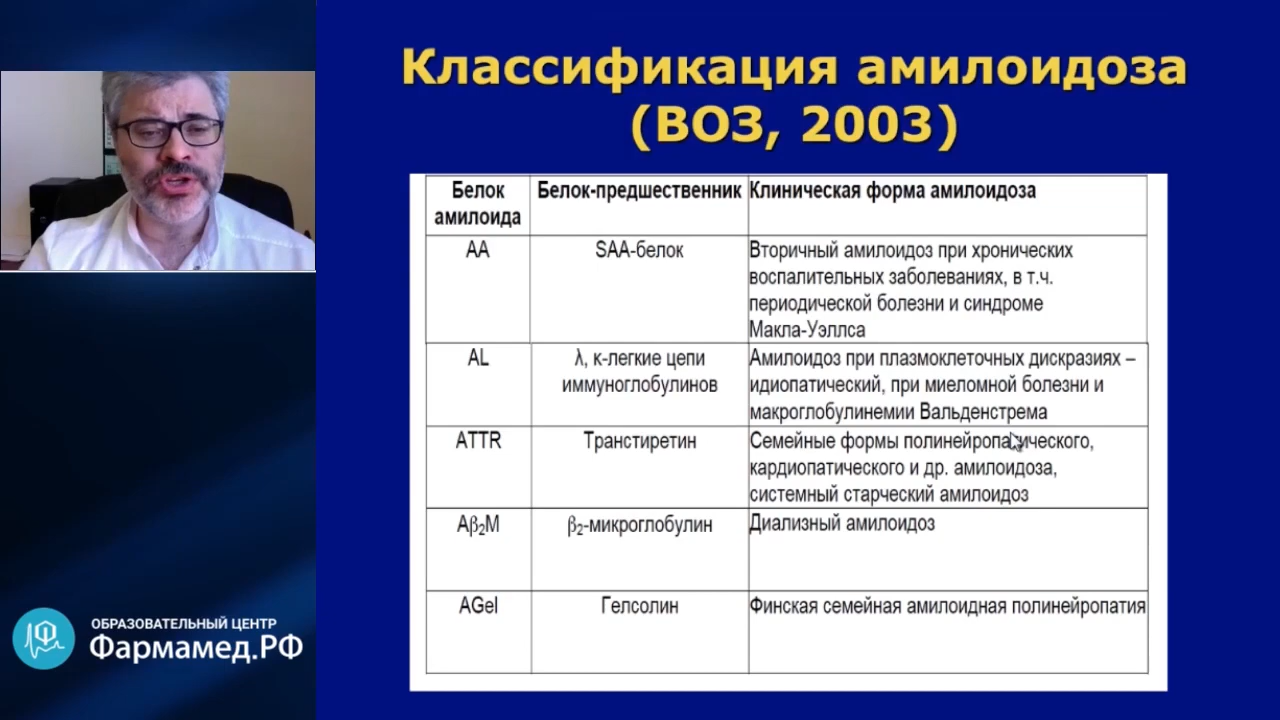 Классификация амилоидоза
(ВОЗ, 2003)
Белок
амилоида
Белок-предшественник
Клиническая форма амилоидоза
АА
SAA-белок
Вторичный амилоидоз при хронических
воспалительных заболеваниях, в т.ч.
периодической болезни и синдроме
Макла-Уэллса
AL
λ, κ-легкие цепи
иммуноглобулинов
Амилоидоз при плазмоклеточных дискразиях –
идиопатический, при миеломной болезни и
макроглобулинемии Вальденстрема
ATTR
Транстиретин
Семейные формы полинейропатического,
кардиопатического и др. амилоидоза,
системный старческий амилоидоз
Aβ₂M
β₂-микроглобулин
Диализный амилоидоз
AGel
Гелсолин
Финская семейная амилоидная полинейропатия
ОБРАЗОВАТЕЛЬНЫЙ ЦЕНТР
Фармамед.РФ